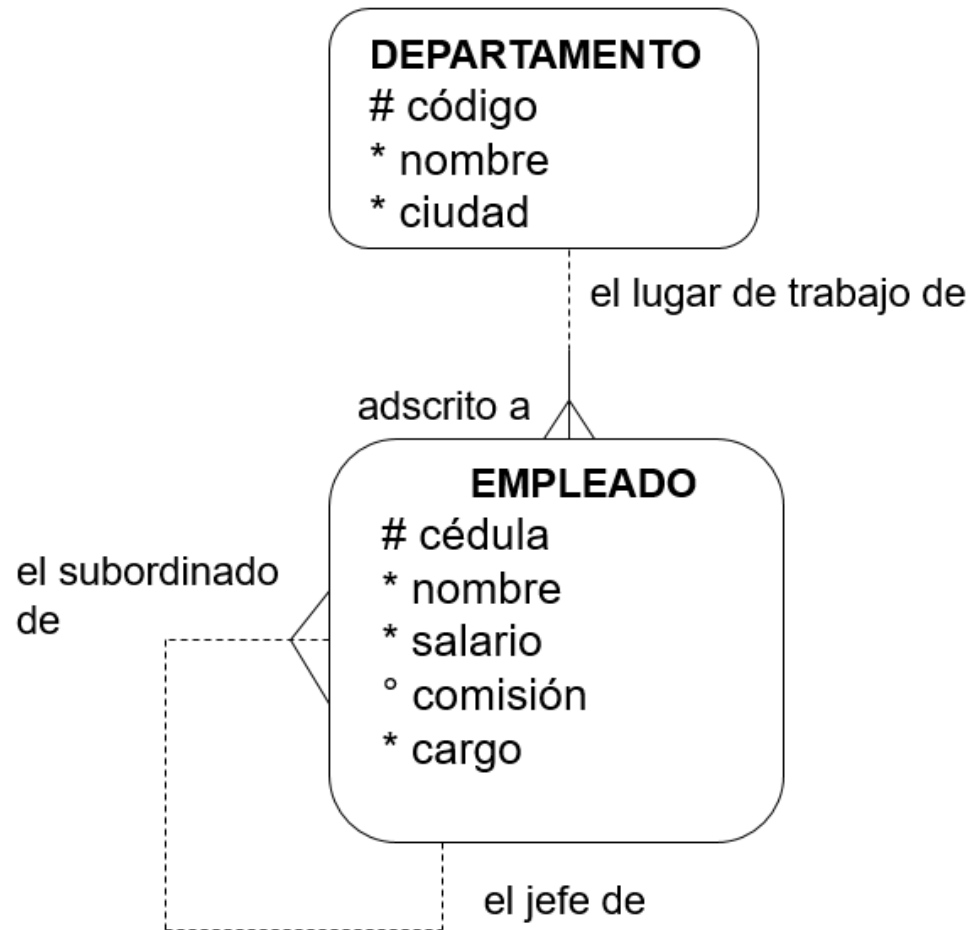 DEPARTAMENTO
# código
* nombre
* ciudad
el lugar de trabajo de
adscrito a
EMPLEADO
# cédula
* nombre
* salario
° comisión
* cargo
el subordinado
de
el jefe de